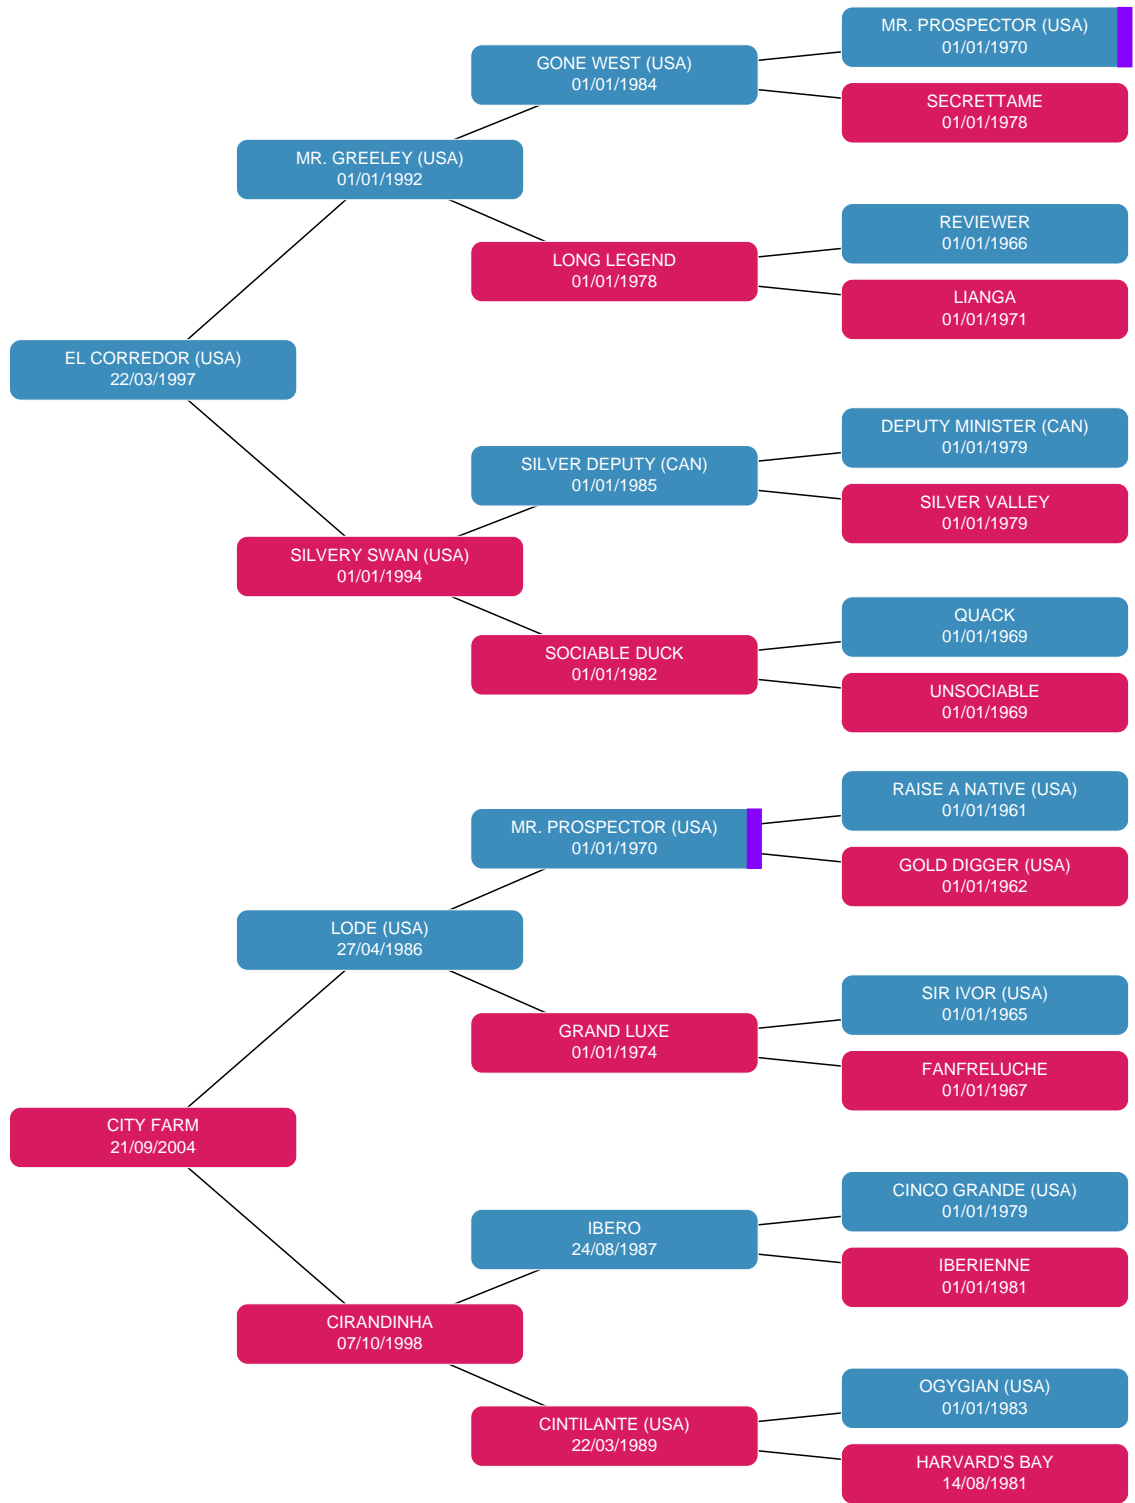 MR. PROSPECTOR (USA)
01/01/1970
GONE WEST (USA)
01/01/1984
SECRETTAME
01/01/1978
MR. GREELEY (USA)
01/01/1992
REVIEWER
01/01/1966
LONG LEGEND
01/01/1978
LIANGA
01/01/1971
EL CORREDOR (USA)
22/03/1997
DEPUTY MINISTER (CAN)
01/01/1979
SILVER DEPUTY (CAN)
01/01/1985
SILVER VALLEY
01/01/1979
SILVERY SWAN (USA)
01/01/1994
QUACK
01/01/1969
SOCIABLE DUCK
01/01/1982
UNSOCIABLE
01/01/1969
RAISE A NATIVE (USA)
01/01/1961
MR. PROSPECTOR (USA)
01/01/1970
GOLD DIGGER (USA)
01/01/1962
LODE (USA)
27/04/1986
SIR IVOR (USA)
01/01/1965
GRAND LUXE
01/01/1974
FANFRELUCHE
01/01/1967
CITY FARM
21/09/2004
CINCO GRANDE (USA)
01/01/1979
IBERO
24/08/1987
IBERIENNE
01/01/1981
CIRANDINHA
07/10/1998
OGYGIAN (USA)
01/01/1983
CINTILANTE (USA)
22/03/1989
HARVARD'S BAY
14/08/1981